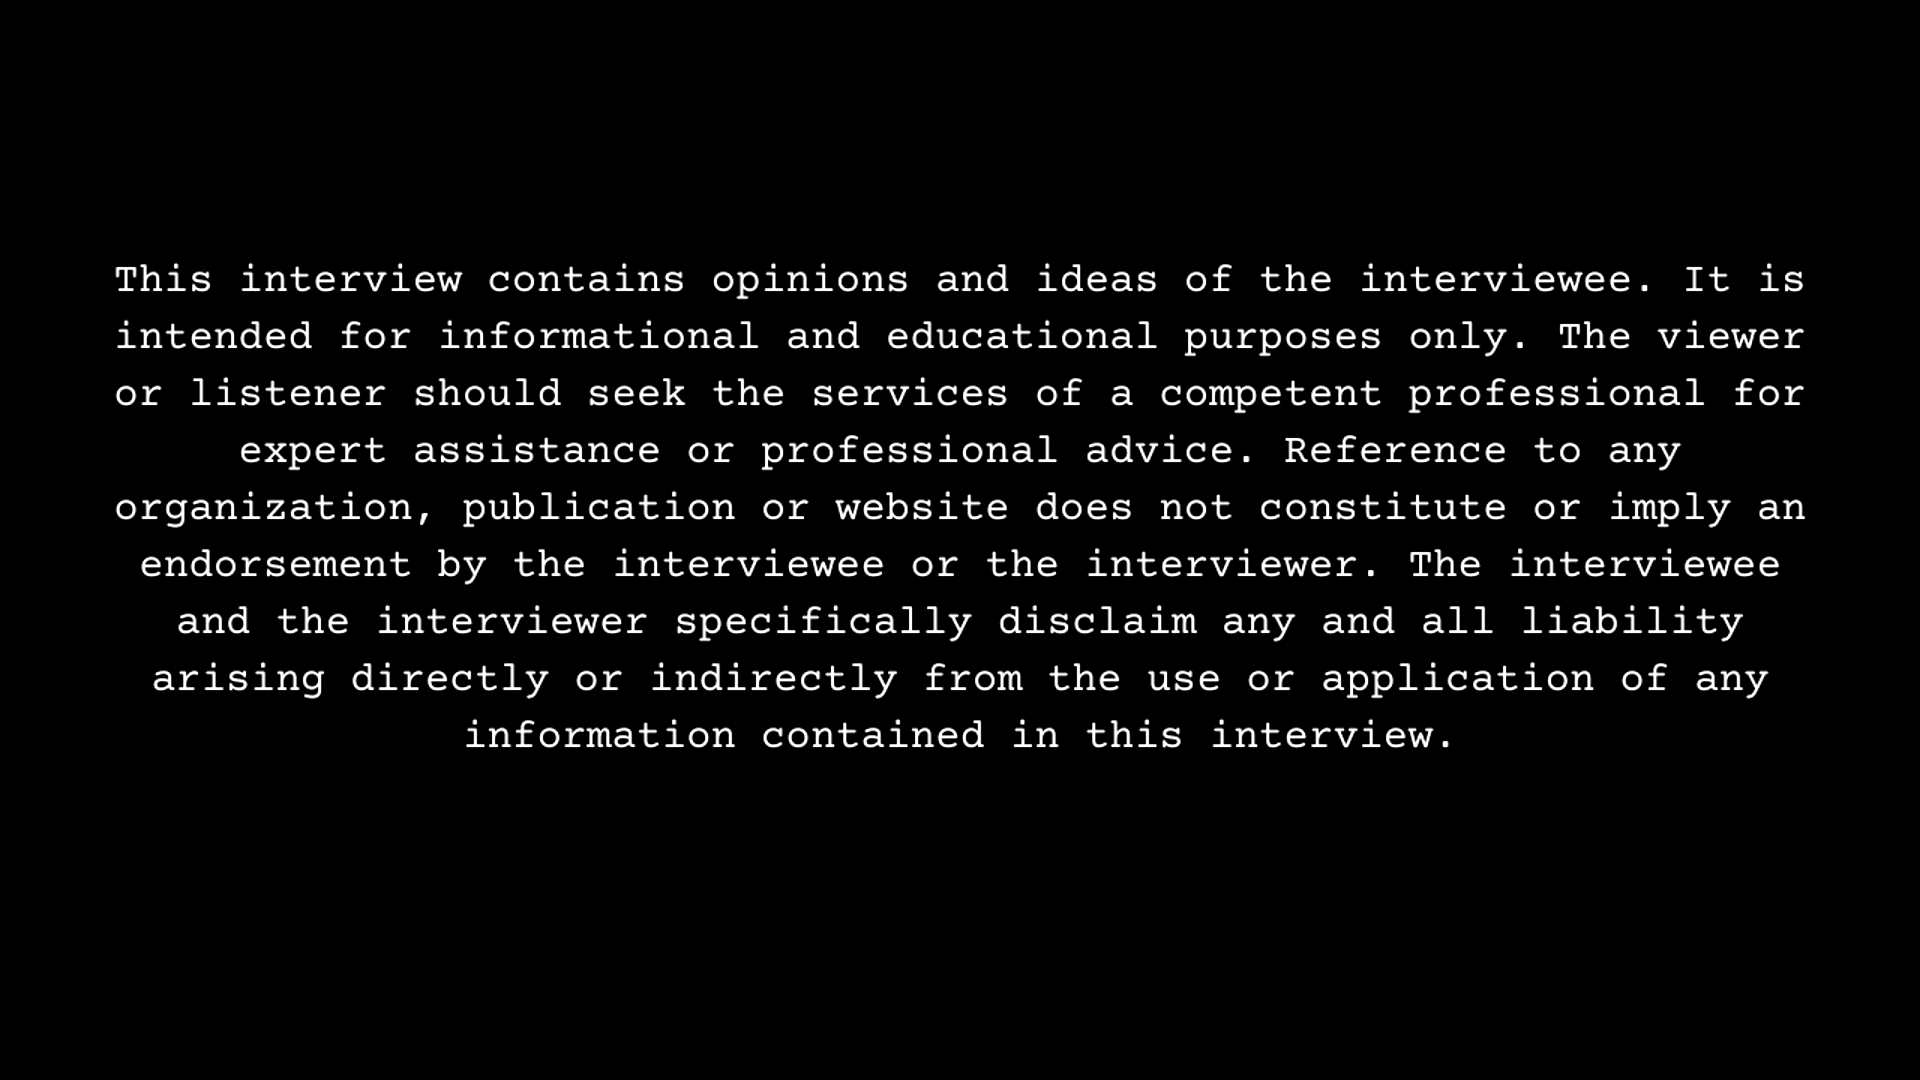 This interview contains opinions and ideas of the interviewee. It is
intended for informational and educational purposes only. The viewer
or listener should seek the services of a competent professional for
expert assistance or professional advice. Reference to any
organization, publication or website does not constitute or imply an
endorsement by the interviewee or the interviewer. The interviewee
and the interviewer specifically disclaim any and all liability
arising directly or indirectly from the use or application of any
information contained in this interview.